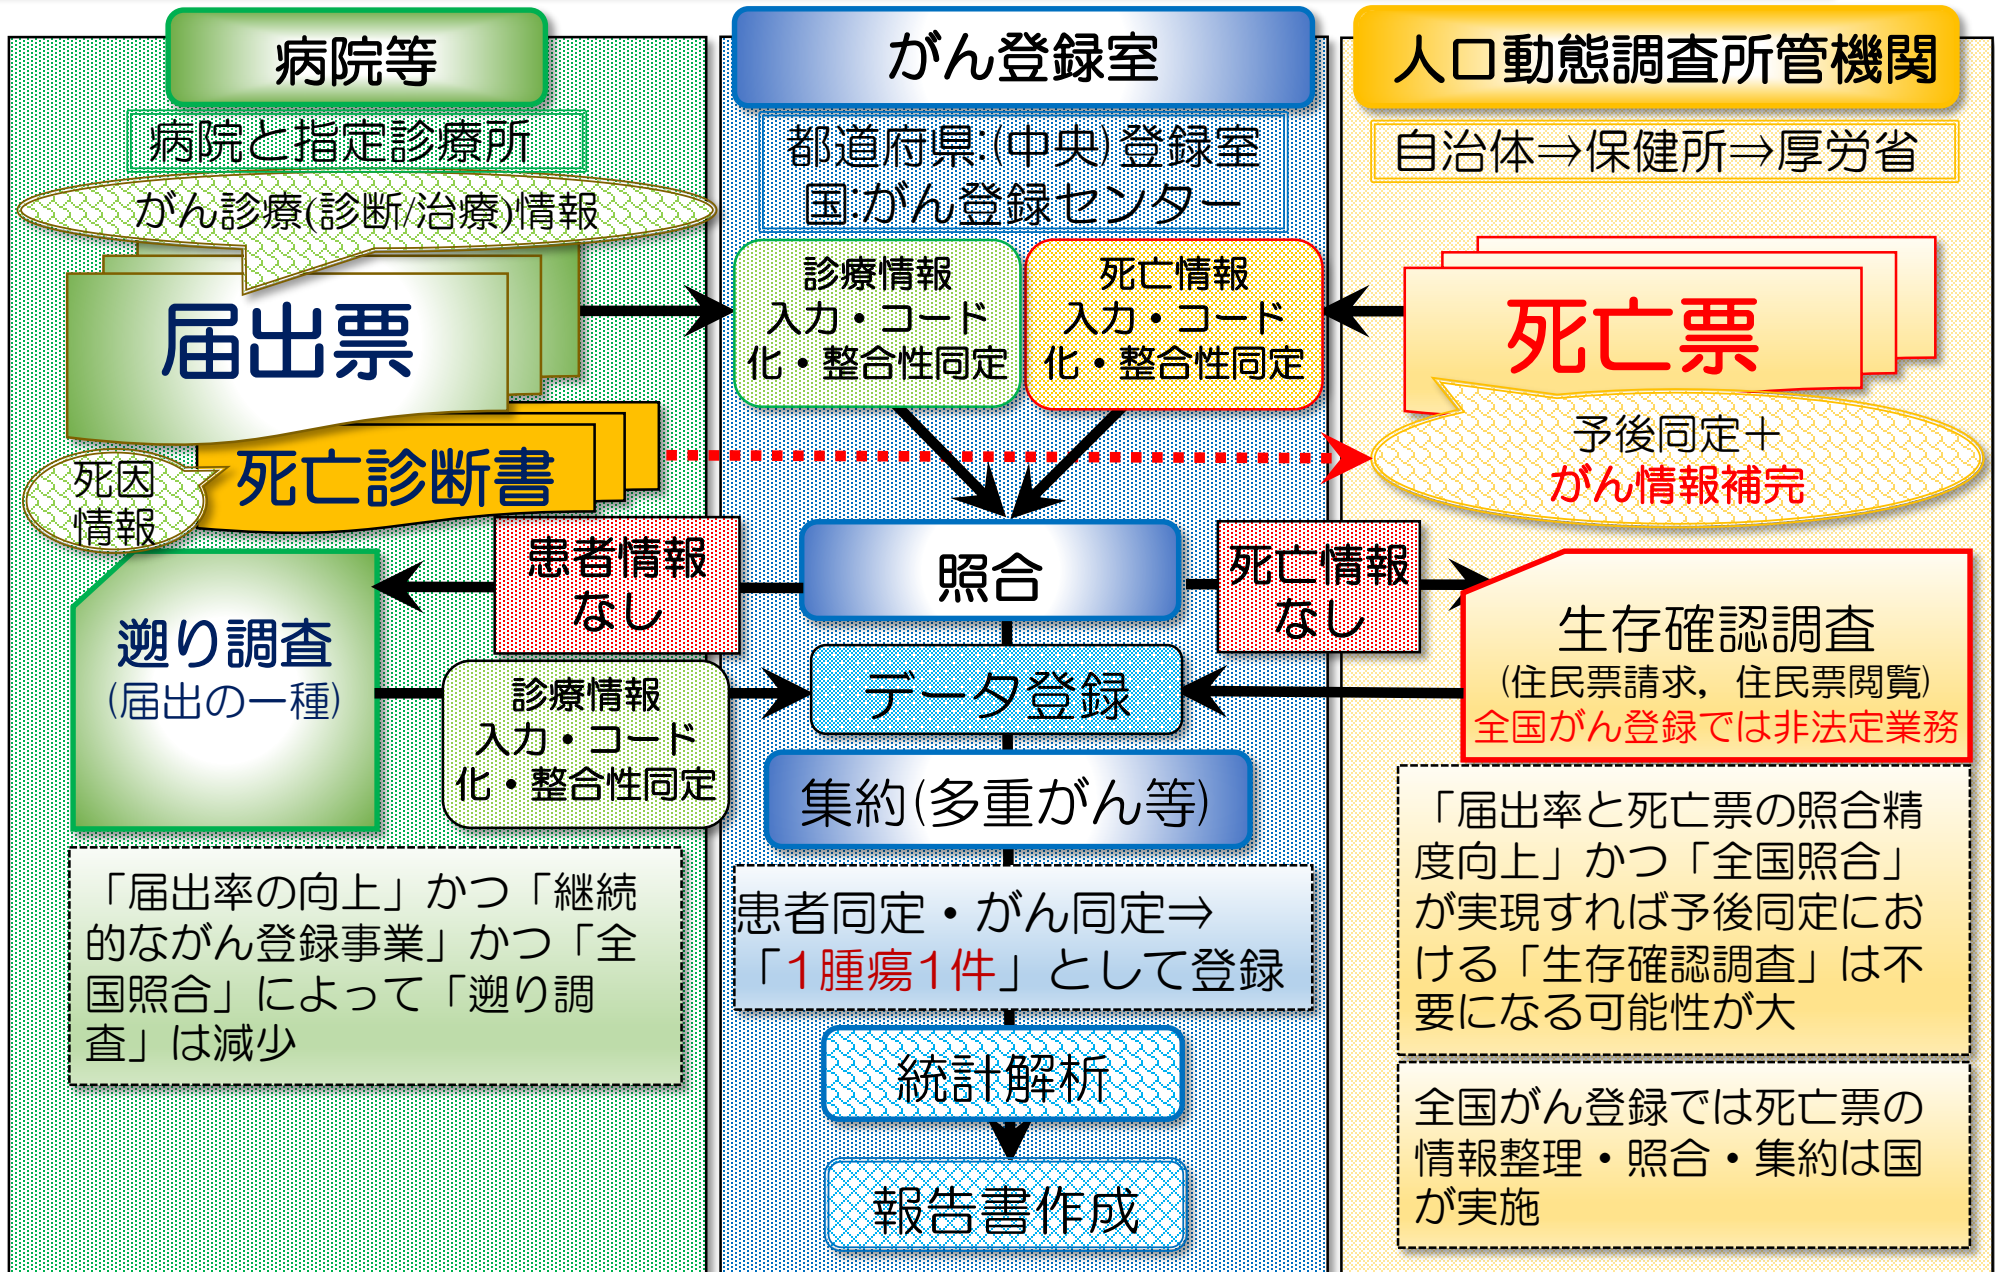 病院等
病院と指定診療所
がん診療(診断/治療)情報
届出票
死亡診断書
死因
情報
遡り調査
(届出の一種)
患者情報
なし
診療情報
入力・コード
化・整合性同定
「届出率の向上」かつ「継続
的ながん登録事業」かつ「全
国照合」によって「遡り調
査」は減少
がん登録室
都道府県:(中央)登録室
国:がん登録センター
診療情報
入力・コード
化・整合性同定
死亡情報
入力・コード
化・整合性同定
照合
データ登録
集約(多重がん等)
患者同定・がん同定⇒
「1腫瘍1件」として登録
統計解析
報告書作成
人口動態調査所管機関
自治体⇒保健所⇒厚労省
死亡票
予後同定＋
がん情報補完
死亡情報
なし
生存確認調査
(住民票請求，住民票閲覧)
全国がん登録では非法定業務
「届出率と死亡票の照合精
度向上」かつ「全国照合」
が実現すれば予後同定にお
ける「生存確認調査」は不
要になる可能性が大
全国がん登録では死亡票の
情報整理・照合・集約は国
が実施